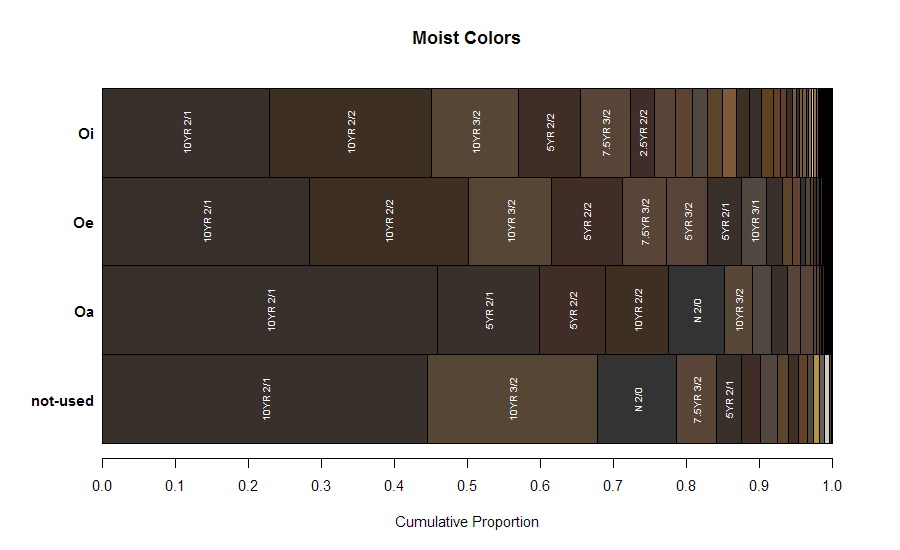 Moist Colors
Oi
10YR 2/1
10YR 2/2
10YR 3/2
5YR 2/2
7.5YR 3/2
2.5YR 2/2
Oe
10YR 2/1
10YR 2/2
10YR 3/2
5YR 2/2
7.5YR 3/2
5YR 3/2
5YR 2/1
10YR 3/1
Oa
10YR 2/1
5YR 2/1
5YR 2/2
10YR 2/2
N 2/0
10YR 3/2
not-used
10YR 2/1
10YR 3/2
N 2/0
7.5YR 3/2
5YR 2/1
0.0 0.1 0.2 0.3 0.4 0.5 0.6 0.7 0.8 0.9 1.0
Cumulative Proportion